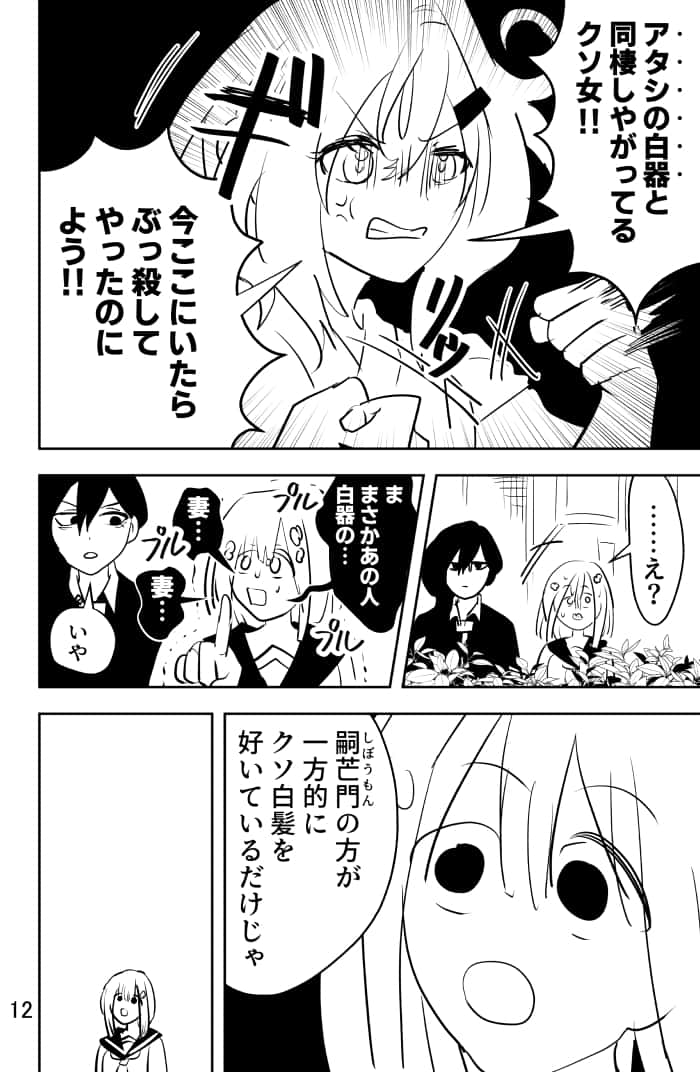 アタシの白器と
同棲しやがってる
クソ女!!
ギギ
今ここにいたら
ぶっ殺して
やったのに
よう!!
リッ
……え?
ま
まさかあの人
白器の…
プル
妻…
プル
妻…
プル
いや
嗣芒門の方が
しぼうもん
一方的に
クソ白髪を
好いているだけじゃ
12